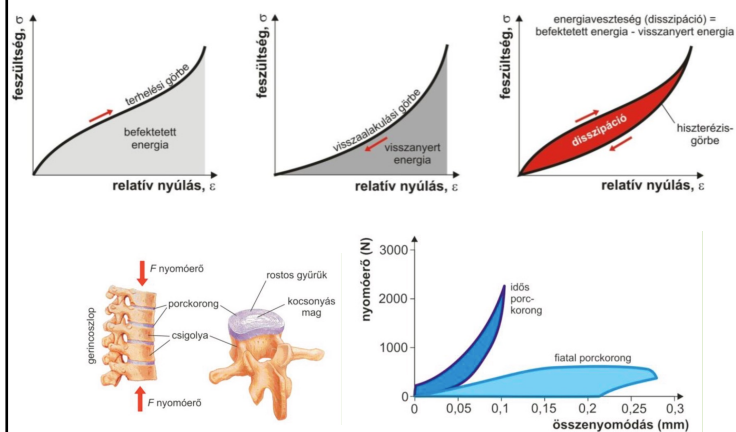 feszültség, σ
terhelési görbe
befektetett
energia
relatív nyúlás, ε
feszültség, σ
visszaalakulási görbe
visszanyert
energia
relatív nyúlás, ε
energiaveszteség (disszipáció) =
befektetett energia - visszanyert energia
feszültség, σ
disszipáció
hiszterézis-
görbe
relatív nyúlás, ε
F nyomóerő
gerincoszlop
porckorong
csigolya
F nyomóerő
rostos gyűrűk
kocsonyás
mag
nyomóerő (N)
3000
2000
1000
0
idős
porc-
korong
fiatal porckorong
0
0,05
0,1
0,15
0,2
0,25
0,3
összenyomódás (mm)